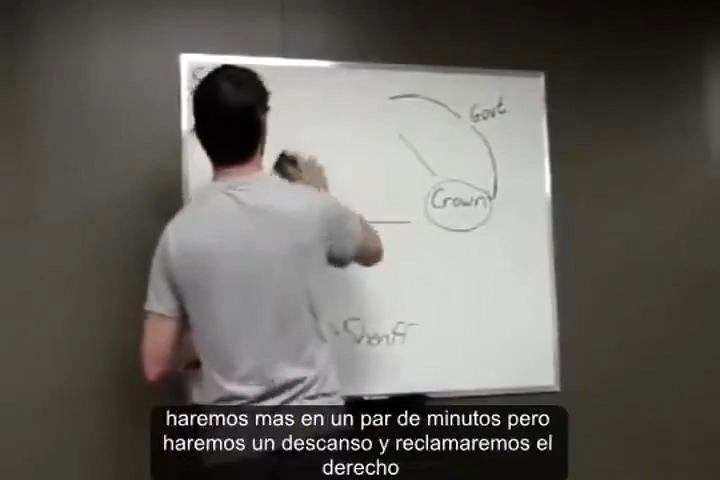 Govt
Crown
Sheriff
haremos mas en un par de minutos pero
haremos un descanso y reclamaremos el
derecho